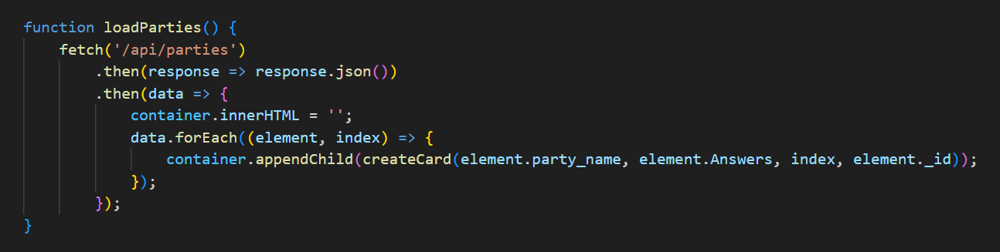 function loadParties() {
    fetch('/api/parties')
        .then(response => response.json())
        .then(data => {
            container.innerHTML = '';
            data.forEach((element, index) => {
                container.appendChild(createCard(element.party_name, element.Answers, index, element._id));
            });
        });
}